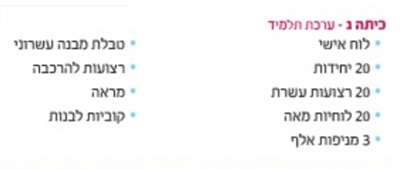 כיתה ג - ערכת תלמיד
• לוח אישי
• 20 יחידות
• 20 רצועות עשרת
• 20 לוחיות מאה
• 3 מניפות אלף
• טבלת מבנה עשרוני
• רצועות להרכבה
• מראה
• קוביות לבנות